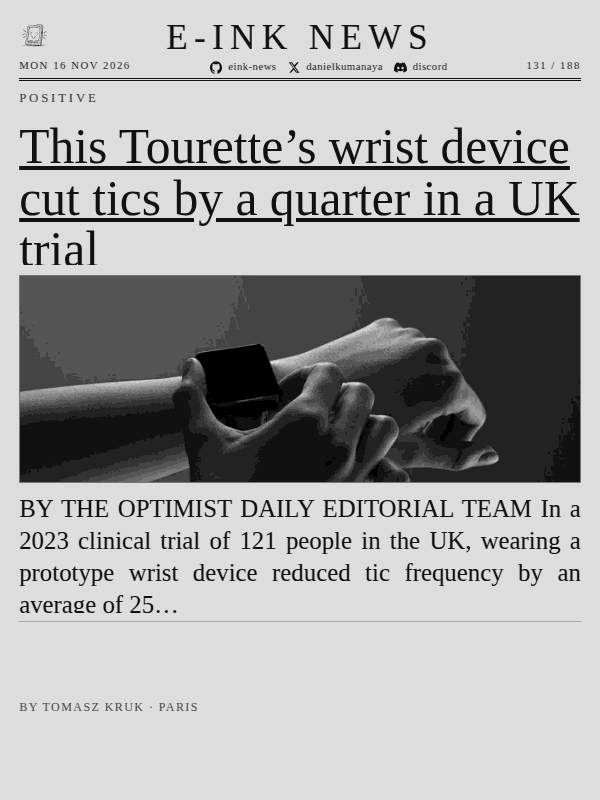 E-INK NEWS
MON 16 NOV 2026
eink-news
danielkumanaya
discord
131 / 188
POSITIVE
This Tourette’s wrist device
cut tics by a quarter in a UK
trial
BY THE OPTIMIST DAILY EDITORIAL TEAM In a
2023 clinical trial of 121 people in the UK, wearing a
prototype wrist device reduced tic frequency by an
average of 25…
BY TOMASZ KRUK · PARIS